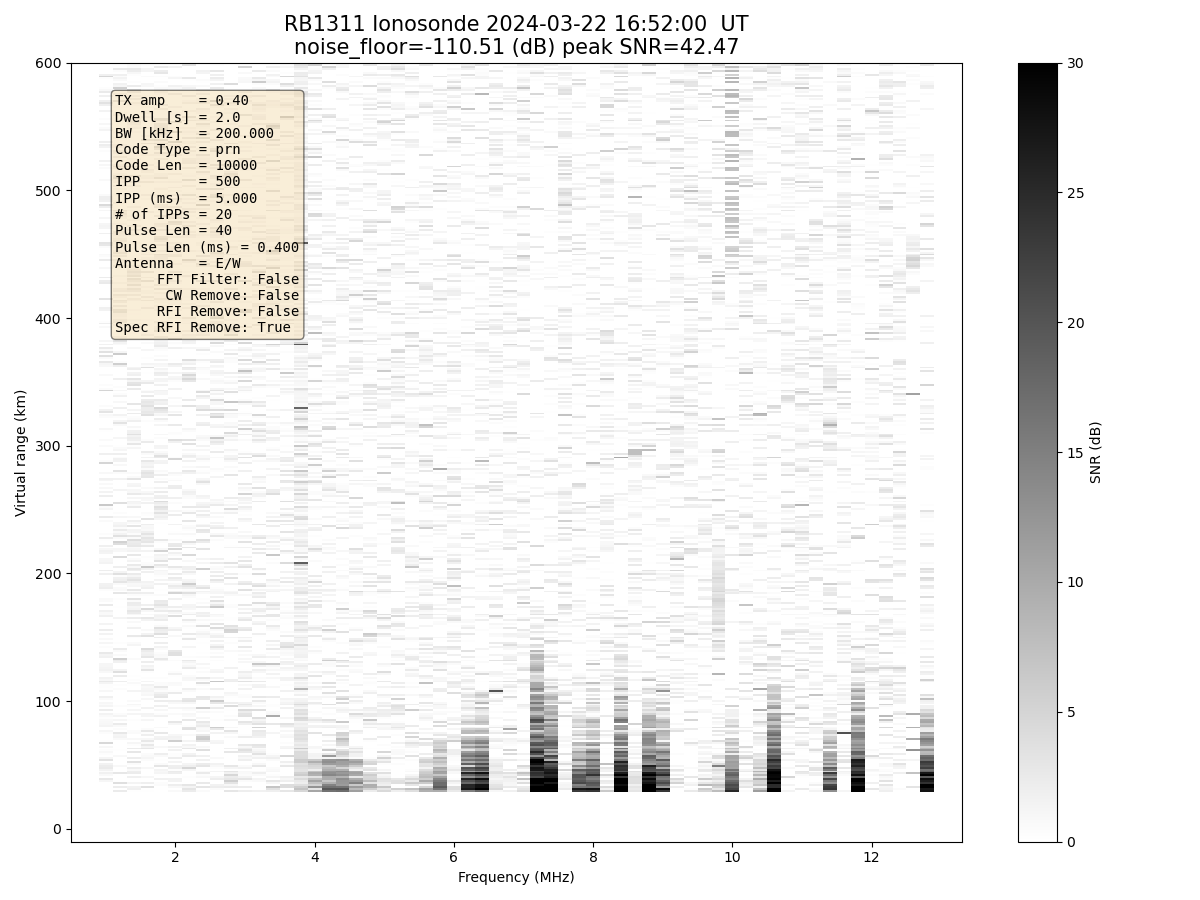 RB1311 Ionosonde 2024-03-22 16:52:00  UT
noise_floor=-110.51 (dB) peak SNR=42.47
TX amp    = 0.40
Dwell [s] = 2.0
BW [kHz]  = 200.000
Code Type = prn
Code Len  = 10000
IPP       = 500
IPP (ms)  = 5.000
# of IPPs = 20
Pulse Len = 40
Pulse Len (ms) = 0.400
Antenna   = E/W
FFT Filter: False
CW Remove: False
RFI Remove: False
Spec RFI Remove: True
600
500
400
300
200
100
0
Virtual range (km)
2
4
6
8
10
12
Frequency (MHz)
30
25
20
15
10
5
0
SNR (dB)